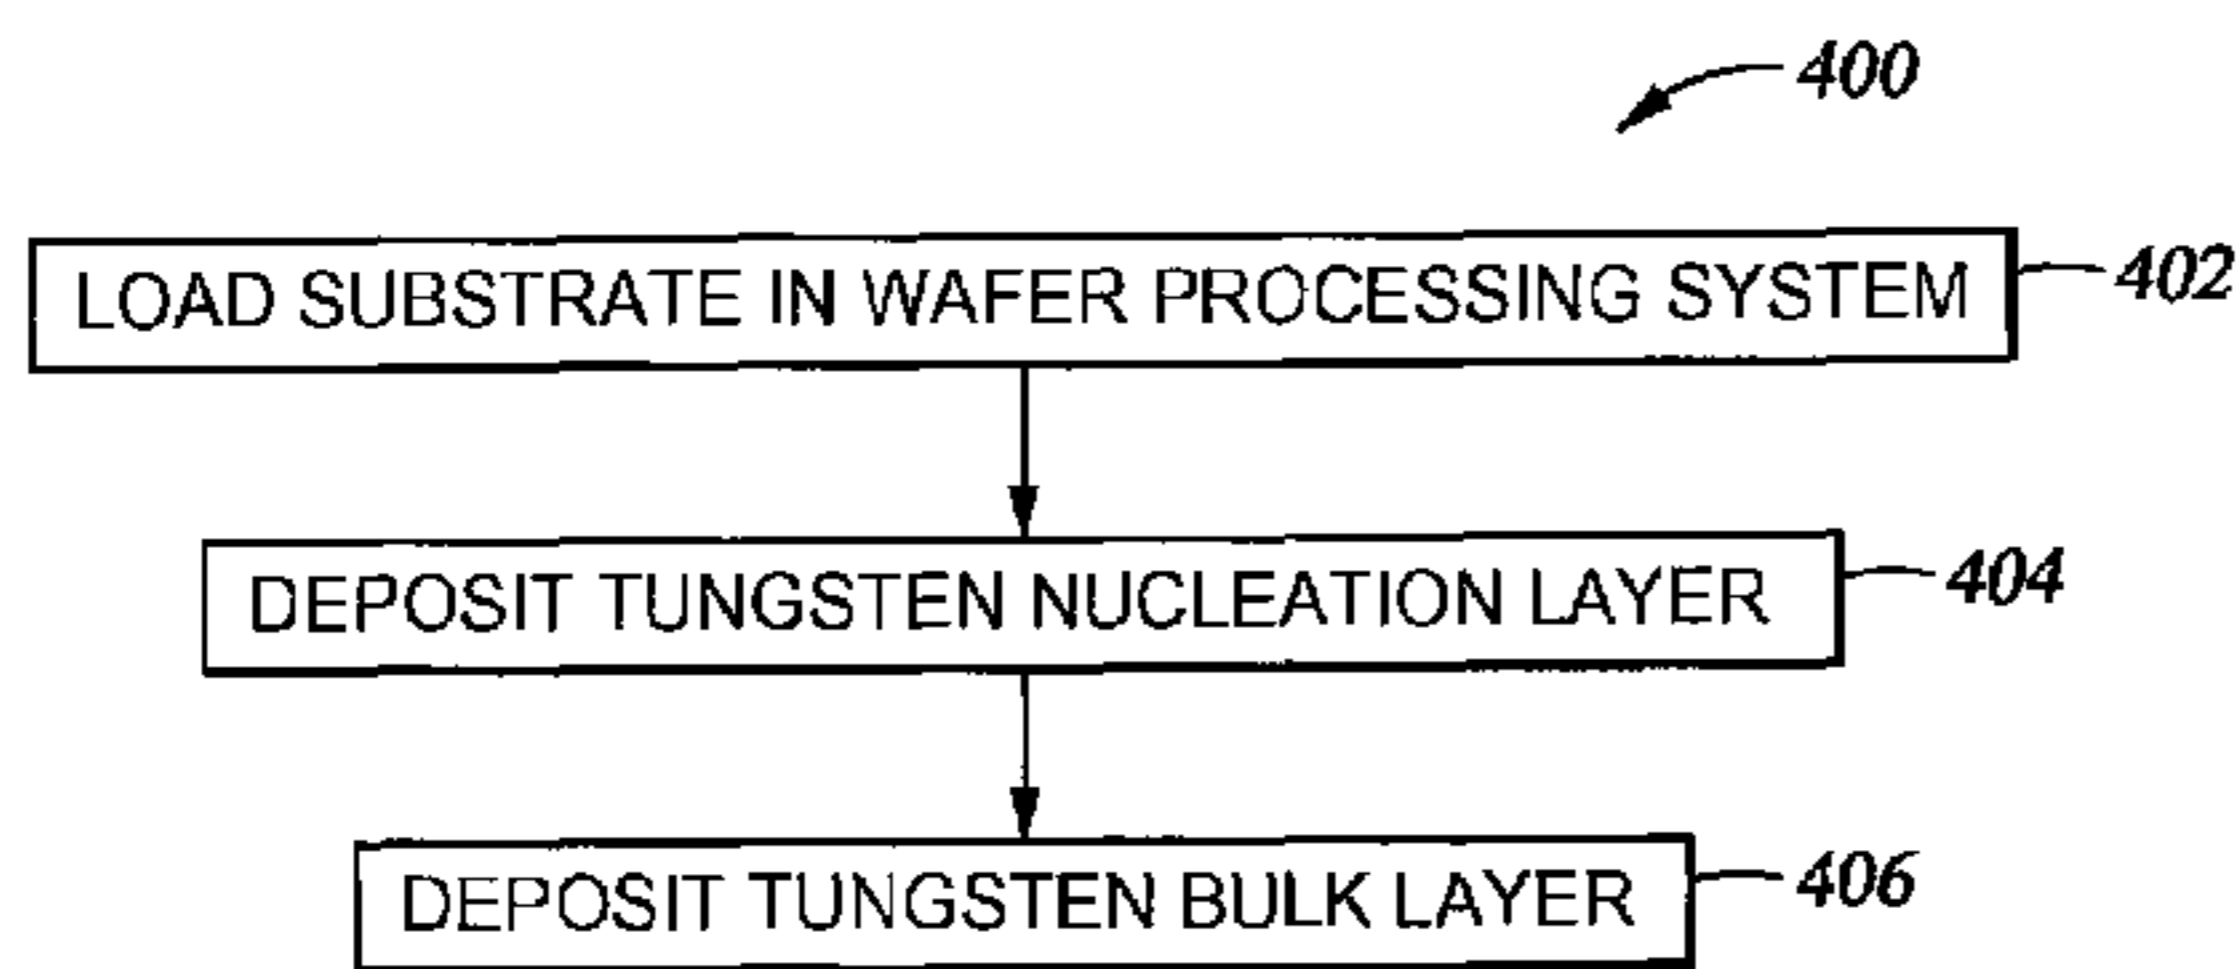 400
LOAD SUBSTRATE IN WAFER PROCESSING SYSTEM 402
DEPOSIT TUNGSTEN NUCLEATION LAYER 404
DEPOSIT TUNGSTEN BULK LAYER 406